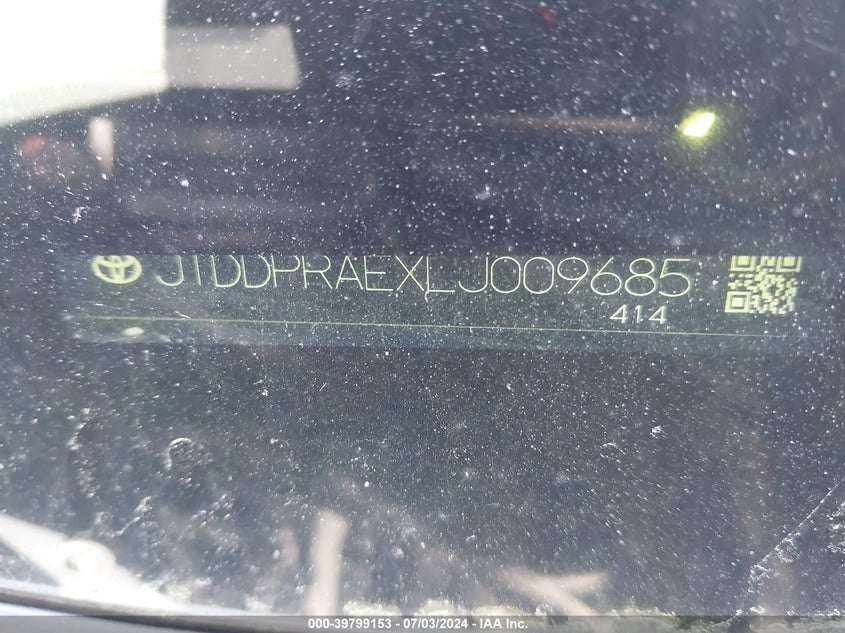 JTDDPRAEXLJ009685
414
000-39799153 - 07/03/2024 - IAA Inc.